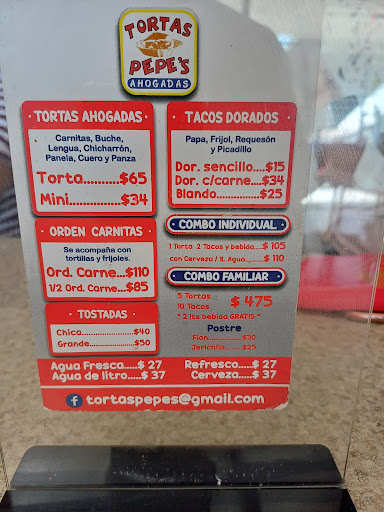 TORTAS
PEPE'S
AHOGADAS
TORTAS AHOGADAS
Carnitas, Buche,
Lengua, Chicharrón,
Panela, Cuero y Panza
Torta..........$65
Mini...............$34
ORDEN CARNITAS
Se acompaña con
tortillas y frijoles.
Ord. Carne...$110
1/2 Ord. Carne...$85
TOSTADAS
Chica........................$40
Grande.....................$50
TACOS DORADOS
Papa, Frijol, Requesón
y Picadillo
Dor. sencillo....$15
Dor. c/carne....$34
Blando...............$25
COMBO INDIVIDUAL
1 Torta 2 Tacos y bebida....$ 105
con Cerveza / lt. Agua......$ 110
COMBO FAMILIAR
5 Tortas
10 Tacos
$ 475
* 2 lts bebida GRATIS *
Postre
Flan..............$30
Jericalla........$25
Agua Fresca.....$ 27
Agua de litro....$ 37
Refresco.....$ 27
Cerveza.....$ 37
f tortaspepes@gmail.com